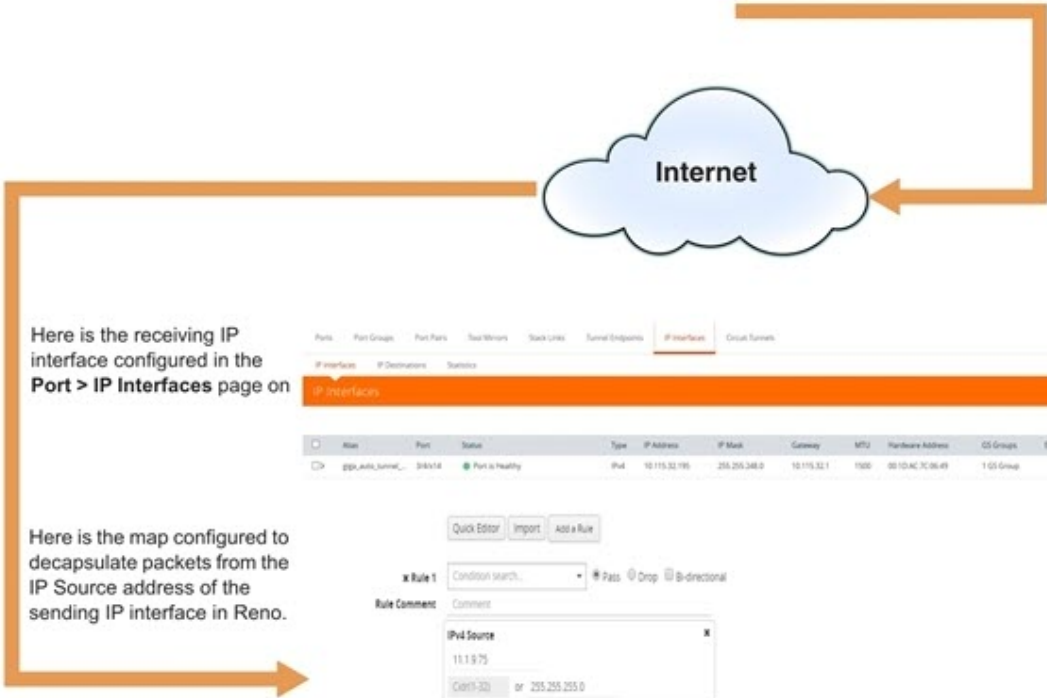 Internet
Here is the receiving IP
interface configured in the
Port > IP Interfaces page on
Ports Port Groups Port Pairs Tool Mirrors Stack Links Tunnel Endpoints IP Interfaces Circuit Tunnels
IP Interfaces IP Destinations Statistics
IP Interfaces
Alias Port Status Type IP Address IP Mask Gateway MTU Hardware Address GS Groups
Port is Healthy IPv4 10.115.32.195 255.255.248.0 10.115.32.1 1500 00:1D:AC:7C:06:49 1 GS Group
Here is the map configured to
decapsulate packets from the
IP Source address of the
sending IP interface in Reno.
Quick Editor Import Add a Rule
x Rule 1 Condition search... Pass Drop Bi-directional
Rule Comment Comment
IPv4 Source x
11.1.9.75
or 255.255.255.0